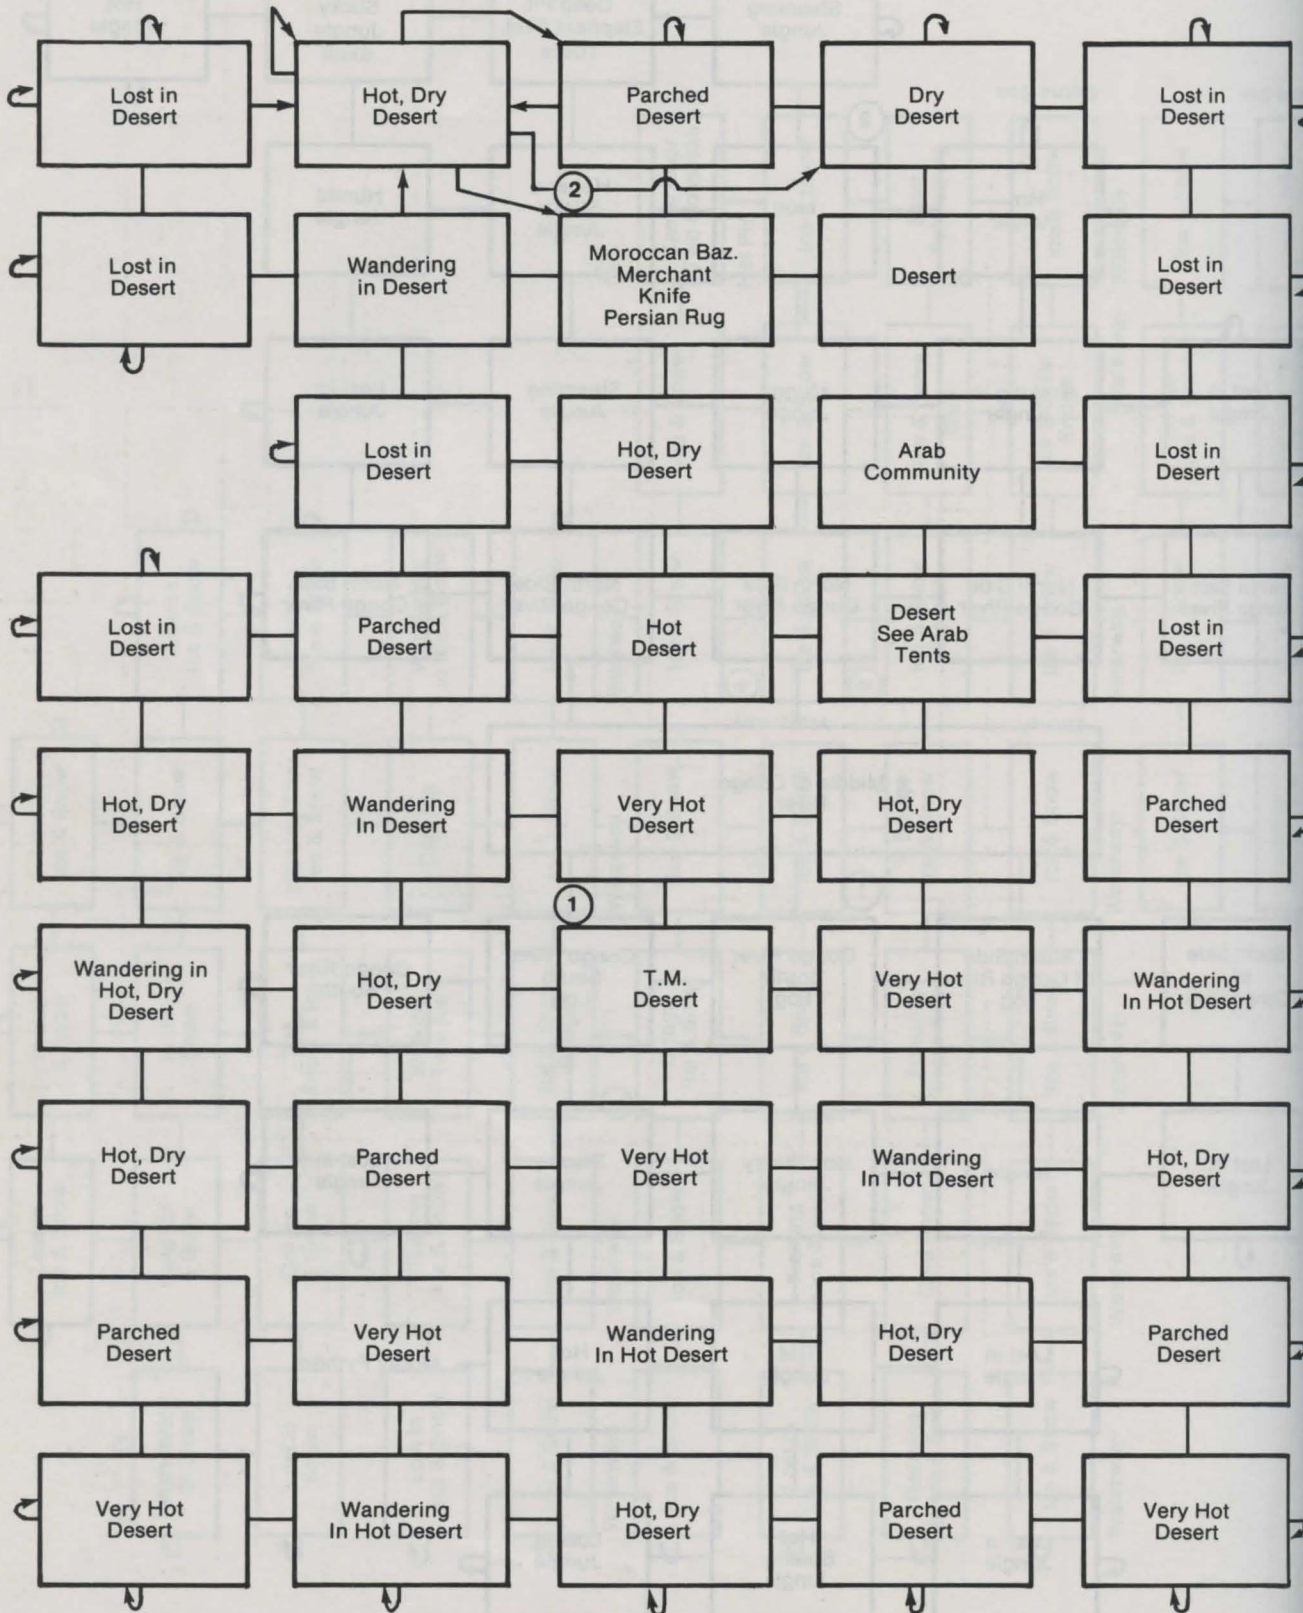 Lost in
Desert
Hot, Dry
Desert
Parched
Desert
Dry
Desert
Lost in
Desert
2
Lost in
Desert
Wandering
in Desert
Moroccan Baz.
Merchant
Knife
Persian Rug
Desert
Lost in
Desert
Lost in
Desert
Hot, Dry
Desert
Arab
Community
Lost in
Desert
Lost in
Desert
Parched
Desert
Hot
Desert
Desert
See Arab
Tents
Lost in
Desert
Hot, Dry
Desert
Wandering
In Desert
Very Hot
Desert
Hot, Dry
Desert
Parched
Desert
1
Wandering in
Hot, Dry
Desert
Hot, Dry
Desert
T.M.
Desert
Very Hot
Desert
Wandering
In Hot Desert
Hot, Dry
Desert
Parched
Desert
Very Hot
Desert
Wandering
In Hot Desert
Hot, Dry
Desert
Parched
Desert
Very Hot
Desert
Wandering
In Hot Desert
Hot, Dry
Desert
Parched
Desert
Very Hot
Desert
Wandering
In Hot Desert
Hot, Dry
Desert
Parched
Desert
Very Hot
Desert